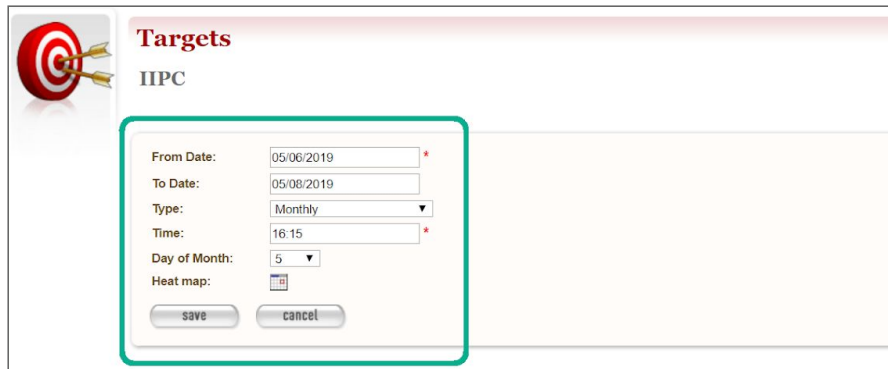 Targets
IIPC
From Date: 05/06/2019 *
To Date: 05/08/2019
Type: Monthly
Time: 16:15 *
Day of Month: 5
Heat map:
save cancel